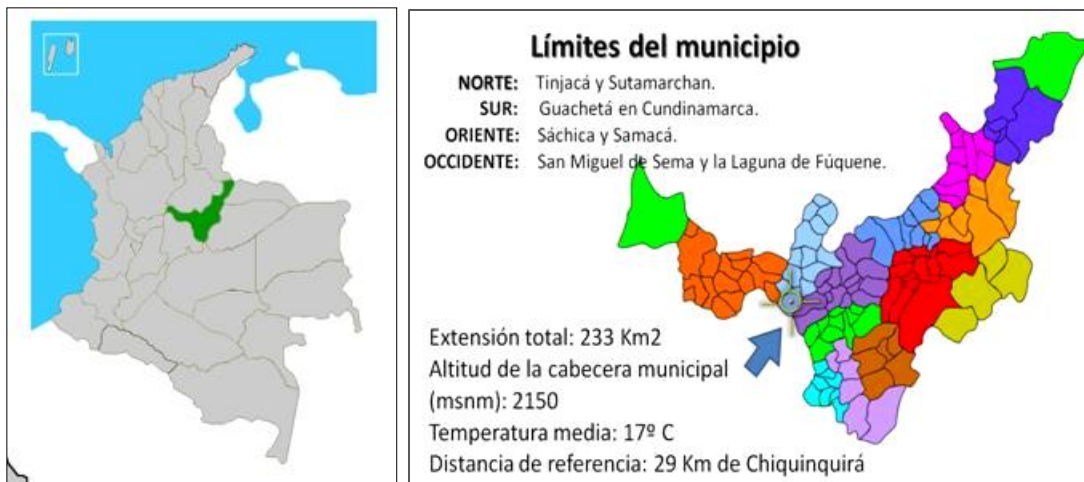 Límites del municipio
NORTE: Tinjacá y Sutamarchan.
SUR: Guachetá en Cundinamarca.
ORIENTE: Sáchica y Samacá.
OCCIDENTE: San Miguel de Sema y la Laguna de Fúquene.
Extensión total: 233 Km2
Altitud de la cabecera municipal
(msnm): 2150
Temperatura media: 17º C
Distancia de referencia: 29 Km de Chiquinquirá